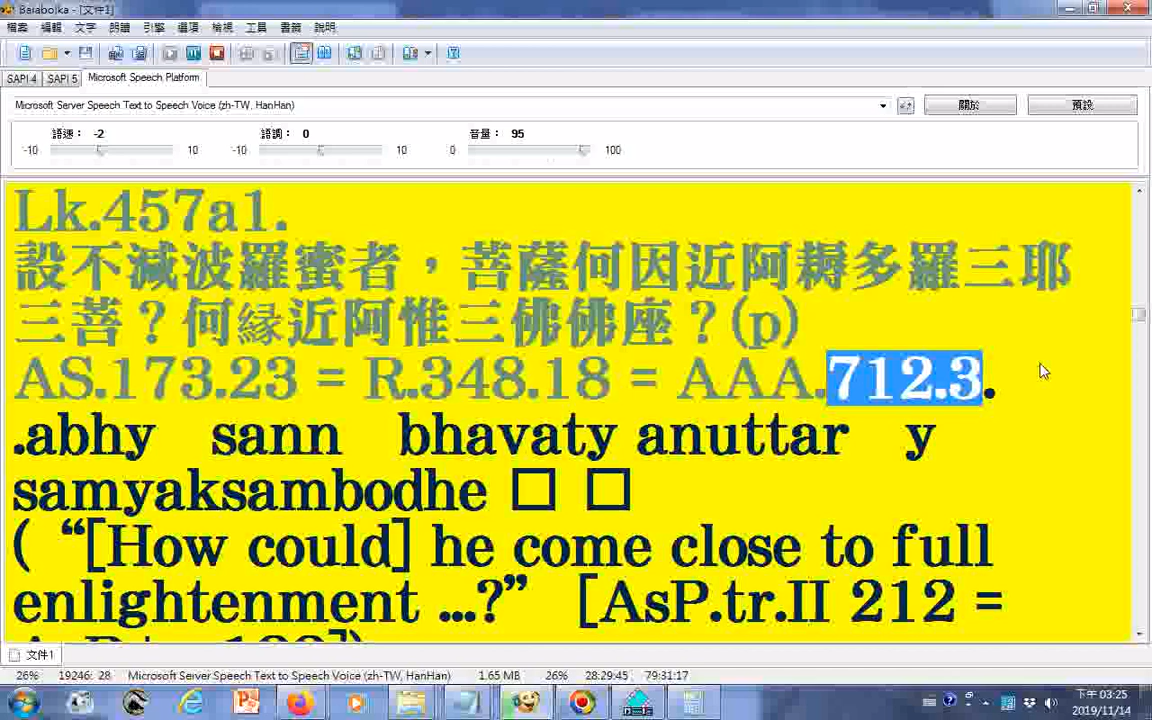 Balabolka - [文件1]
檔案 編輯 文字 朗讀 引擎 選項 檢視 工具 書籤 說明
SAPI 4 SAPI 5 Microsoft Speech Platform
Microsoft Server Speech Text to Speech Voice (zh-TW, HanHan) 關於 預設
語速： -2 語調： 0 音量： 95
-10 10 -10 10 0 100
Lk.457a1.
設不減波羅蜜者，菩薩何因近阿耨多羅三耶
三菩？何縁近阿惟三佛佛座？(p)
AS.173.23 = R.348.18 = AAA.712.3.
.abhy sann bhavaty anuttar y
samyaksambodhe □ □
(“[How could] he come close to full
enlightenment ...?” [AsP.tr.II 212 =
文件1
26% 19246: 28 Microsoft Server Speech Text to Speech Voice (zh-TW, HanHan) 1.65 MB 26% 28:29:45 79:31:17
下午 03:25
2019/11/14